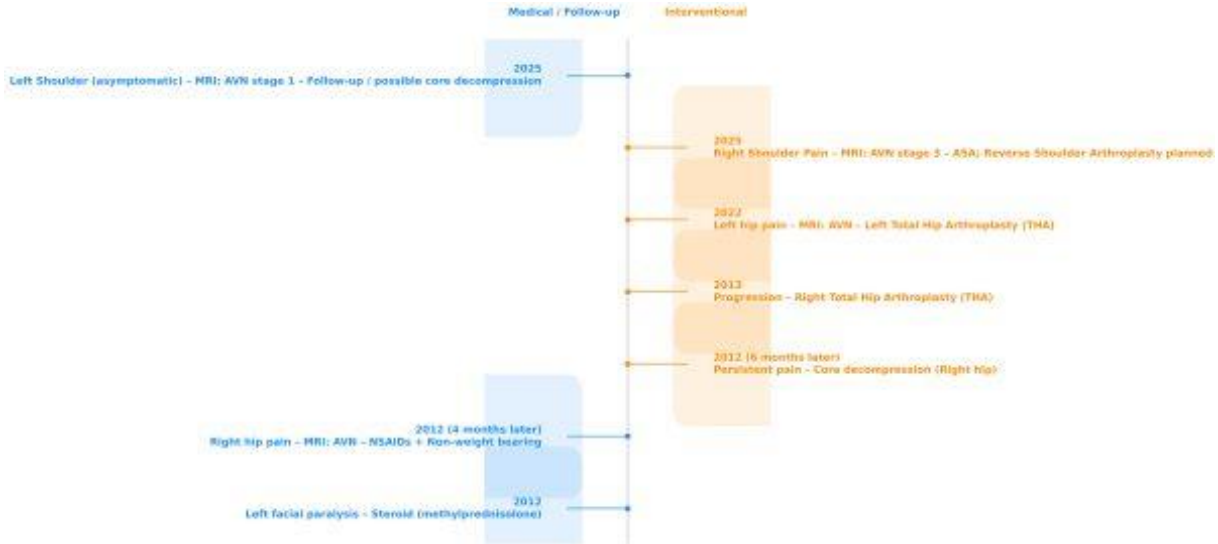 Medical / Follow-up
Interventional
2025
Left Shoulder (asymptomatic) – MRI: AVN stage 1 – Follow-up / possible core decompression
2025
Right Shoulder Pain – MRI: AVN stage 3 – ASA; Reverse Shoulder Arthroplasty planned
2022
Left hip pain – MRI: AVN – Left Total Hip Arthroplasty (THA)
2013
Progression – Right Total Hip Arthroplasty (THA)
2012 (6 months later)
Persistent pain – Core decompression (Right hip)
2012 (4 months later)
Right hip pain – MRI: AVN – NSAIDs + Non-weight bearing
2012
Left facial paralysis – Steroid (methylprednisolone)